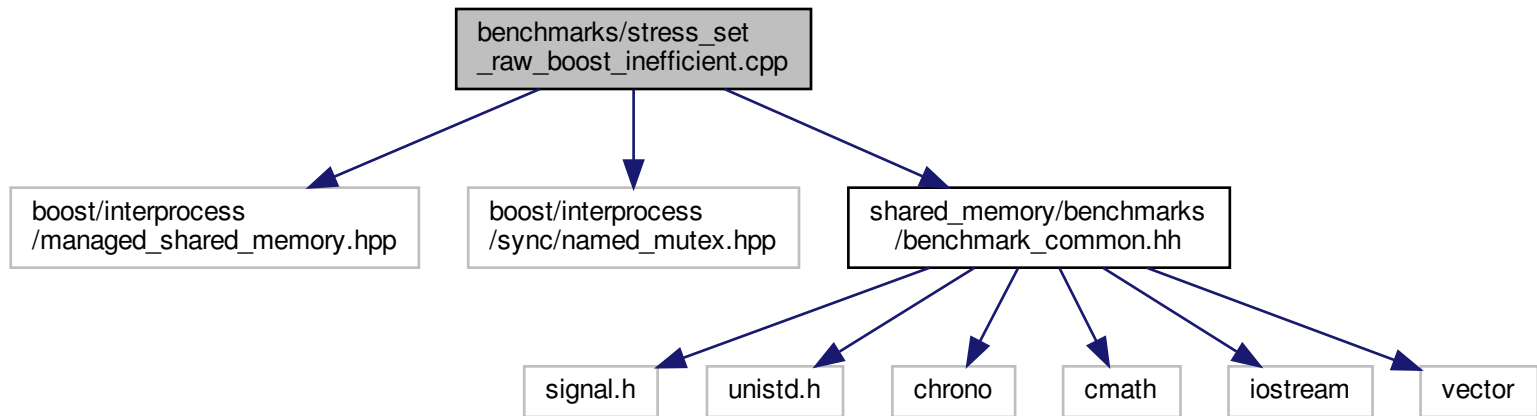 benchmarks/stress_set
_raw_boost_inefficient.cpp
boost/interprocess
/managed_shared_memory.hpp
boost/interprocess
/sync/named_mutex.hpp
shared_memory/benchmarks
/benchmark_common.hh
signal.h
unistd.h
chrono
cmath
iostream
vector